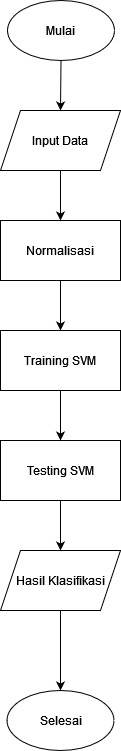 Mulai
Input Data
Normalisasi
Training SVM
Testing SVM
Hasil Klasifikasi
Selesai